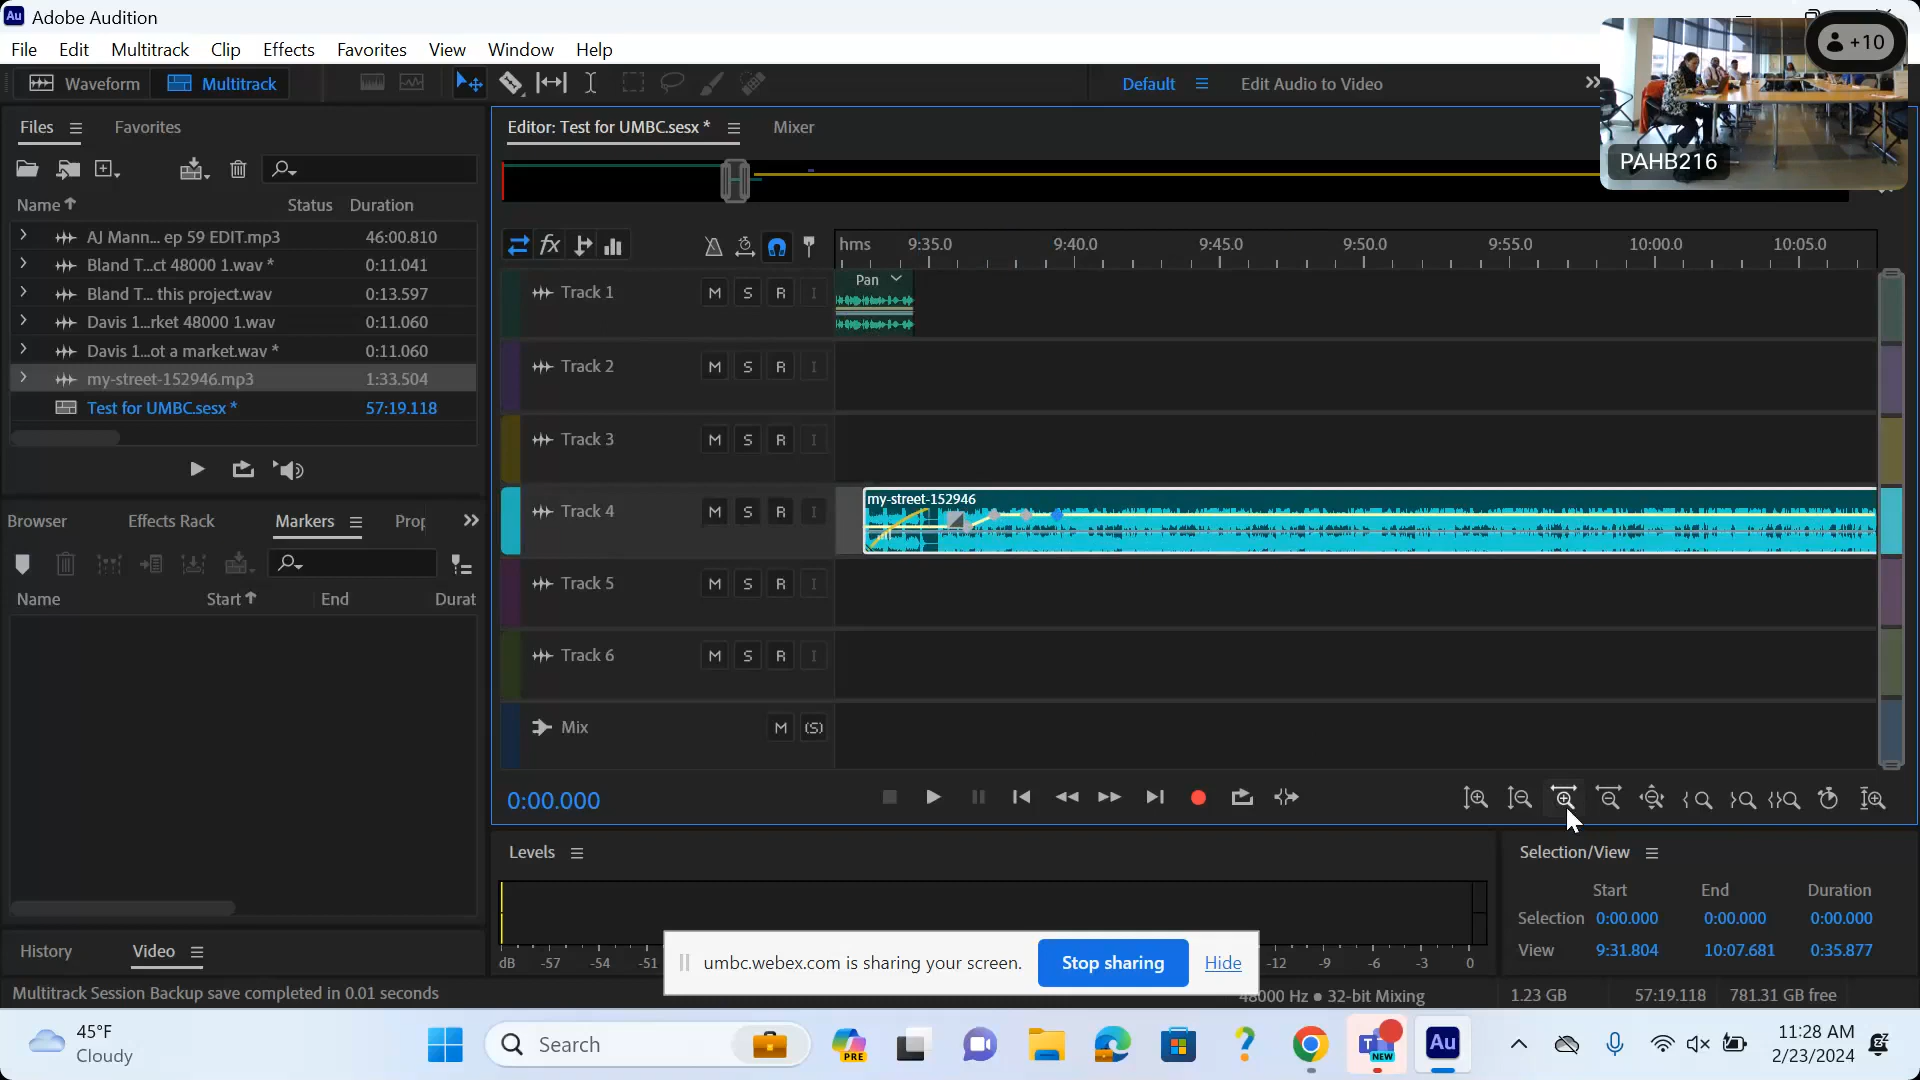 Au Adobe Audition
+10
File Edit Multitrack Clip Effects Favorites View Window Help
Waveform Multitrack
Default Edit Audio to Video
PAHB216
Files Favorites
Editor: Test for UMBC.sesx * Mixer
Name Status Duration
AJ Mann... ep 59 EDIT.mp3 46:00.810
Bland T...ct 48000 1.wav * 0:11.041
Bland T... this project.wav 0:13.597
Davis 1...rket 48000 1.wav 0:11.060
Davis 1...ot a market.wav * 0:11.060
my-street-152946.mp3 1:33.504
Test for UMBC.sesx * 57:19.118
fx
hms 9:35.0 9:40.0 9:45.0 9:50.0 9:55.0 10:00.0 10:05.0
Pan
Track 1 M S R I
Track 2 M S R I
Track 3 M S R I
my-street-152946
Track 4 M S R I
Track 5 M S R I
Track 6 M S R I
Mix M (S)
Browser Effects Rack Markers Prop
Name Start End Durat
0:00.000
Levels
dB -57 -54 -51 -12 -9 -6 -3 0
Selection/View
Start End Duration
Selection 0:00.000 0:00.000 0:00.000
View 9:31.804 10:07.681 0:35.877
History Video
umbc.webex.com is sharing your screen. Stop sharing Hide
Multitrack Session Backup save completed in 0.01 seconds
48000 Hz ● 32-bit Mixing 1.23 GB 57:19.118 781.31 GB free
45°F
Cloudy
Search
PRE
NEW
Au
11:28 AM
2/23/2024